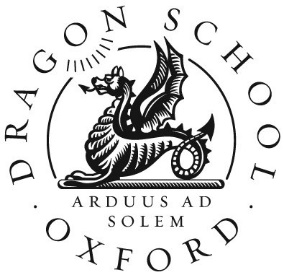 DRAGON SCHOOL
ARDUUS AD
SOLEM
· OXFORD ·